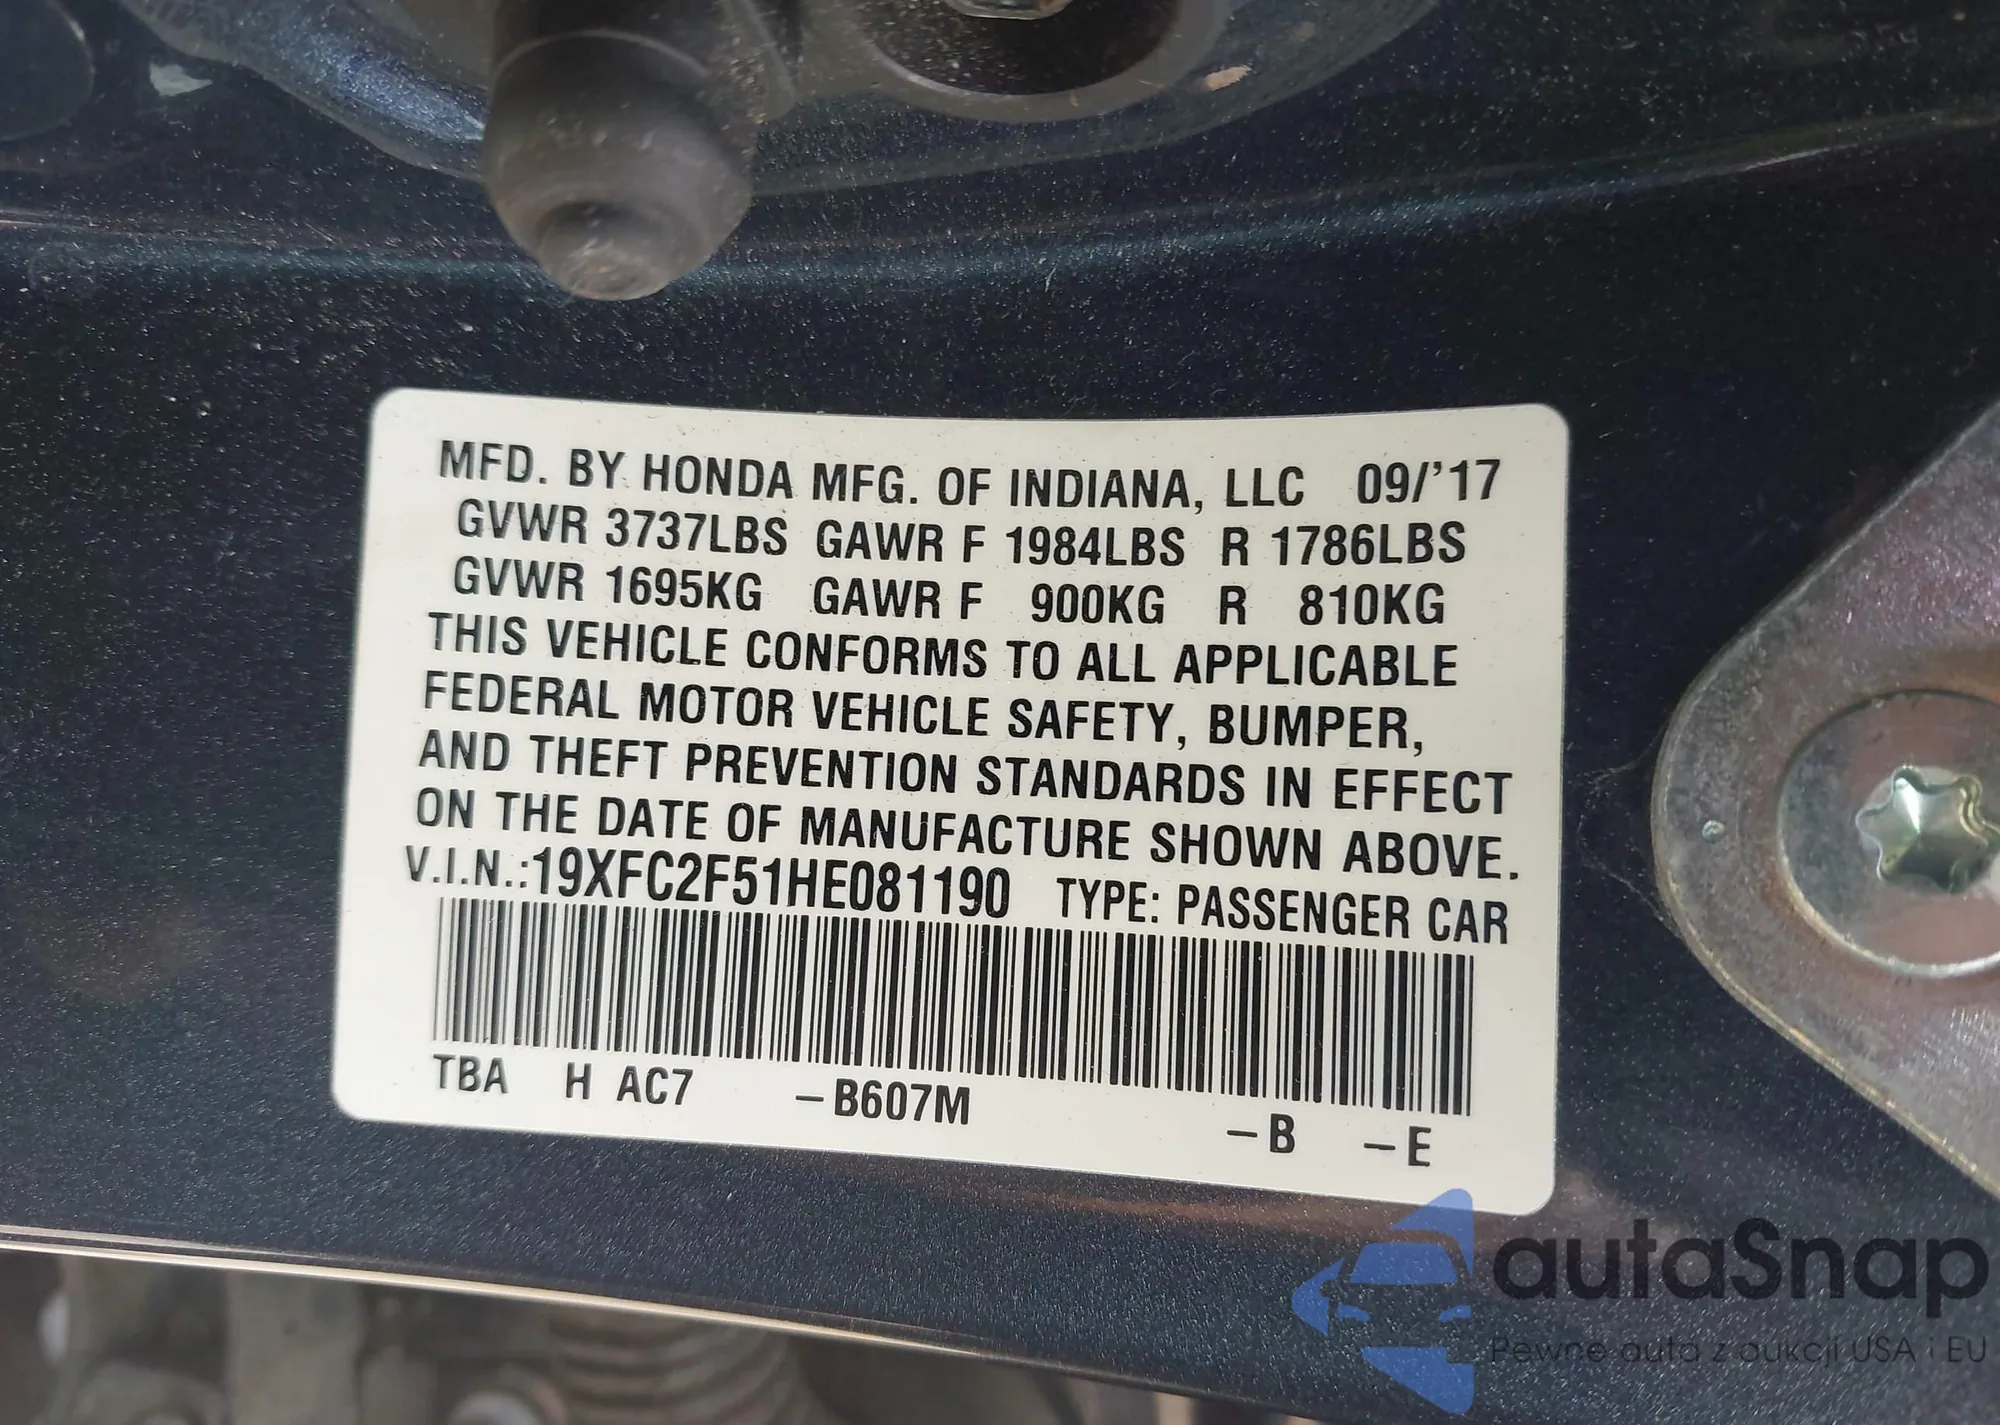 MFD. BY HONDA MFG. OF INDIANA, LLC 09/'17
GVWR 3737LBS GAWR F 1984LBS R 1786LBS
GVWR 1695KG GAWR F 900KG R 810KG
THIS VEHICLE CONFORMS TO ALL APPLICABLE
FEDERAL MOTOR VEHICLE SAFETY, BUMPER,
AND THEFT PREVENTION STANDARDS IN EFFECT
ON THE DATE OF MANUFACTURE SHOWN ABOVE.
V.I.N.:19XFC2F51HE081190 TYPE: PASSENGER CAR
TBA H AC7 –B607M –B –E
autaSnap
Pewne auta z aukcji USA i EU